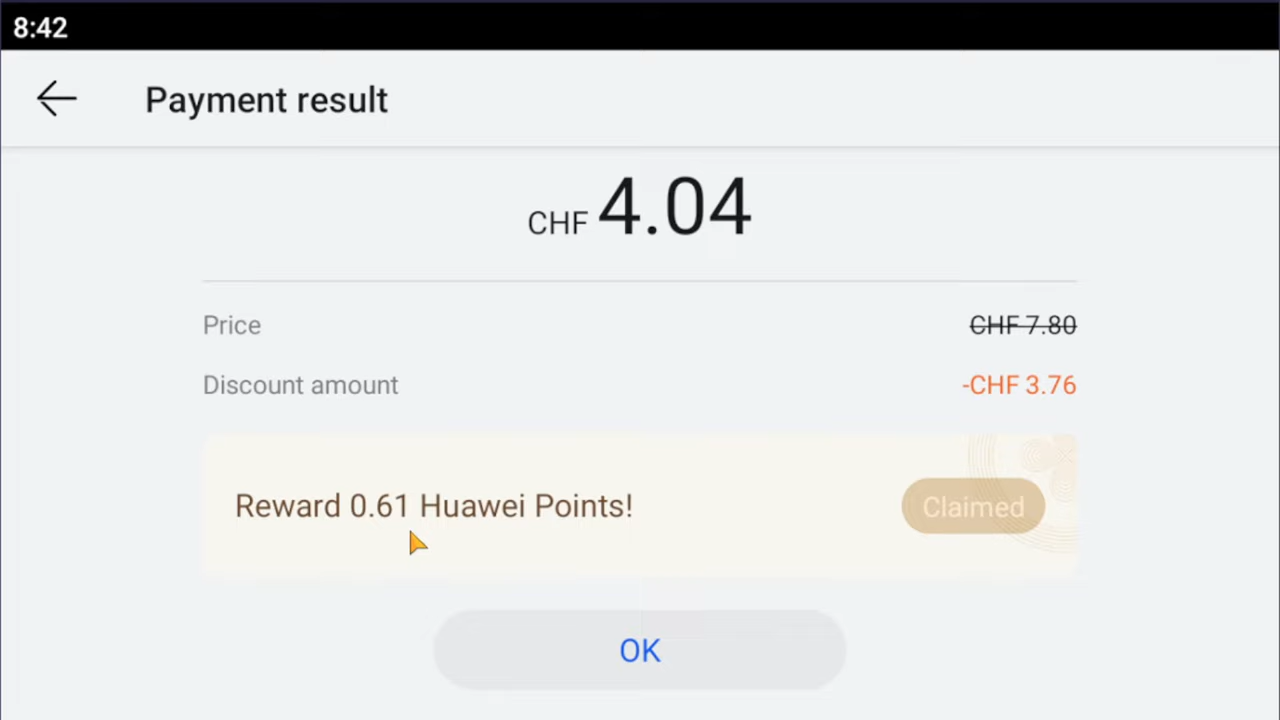 8:42
Payment result
CHF 4.04
Price CHF 7.80
Discount amount -CHF 3.76
Reward 0.61 Huawei Points! Claimed
OK